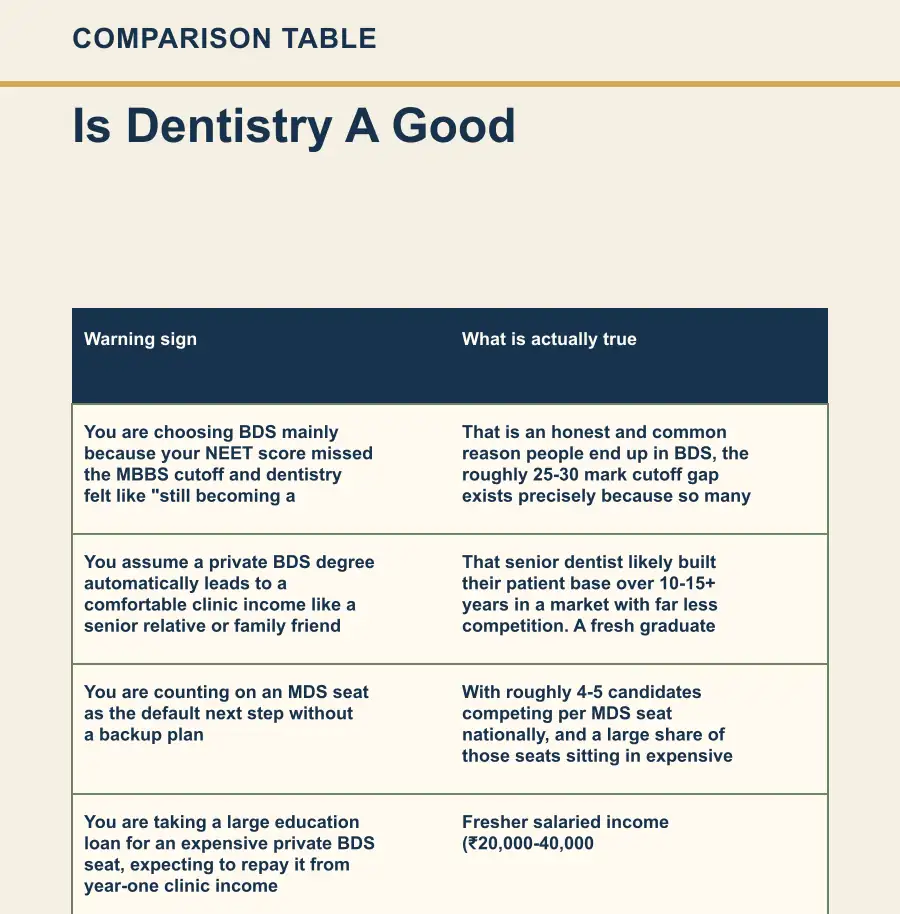 COMPARISON TABLE
Is Dentistry A Good
Warning sign
What is actually true
You are choosing BDS mainly
because your NEET score missed
the MBBS cutoff and dentistry
felt like "still becoming a
That is an honest and common
reason people end up in BDS, the
roughly 25-30 mark cutoff gap
exists precisely because so many
You assume a private BDS degree
automatically leads to a
comfortable clinic income like a
senior relative or family friend
That senior dentist likely built
their patient base over 10-15+
years in a market with far less
competition. A fresh graduate
You are counting on an MDS seat
as the default next step without
a backup plan
With roughly 4-5 candidates
competing per MDS seat
nationally, and a large share of
those seats sitting in expensive
You are taking a large education
loan for an expensive private BDS
seat, expecting to repay it from
year-one clinic income
Fresher salaried income
(₹20,000-40,000